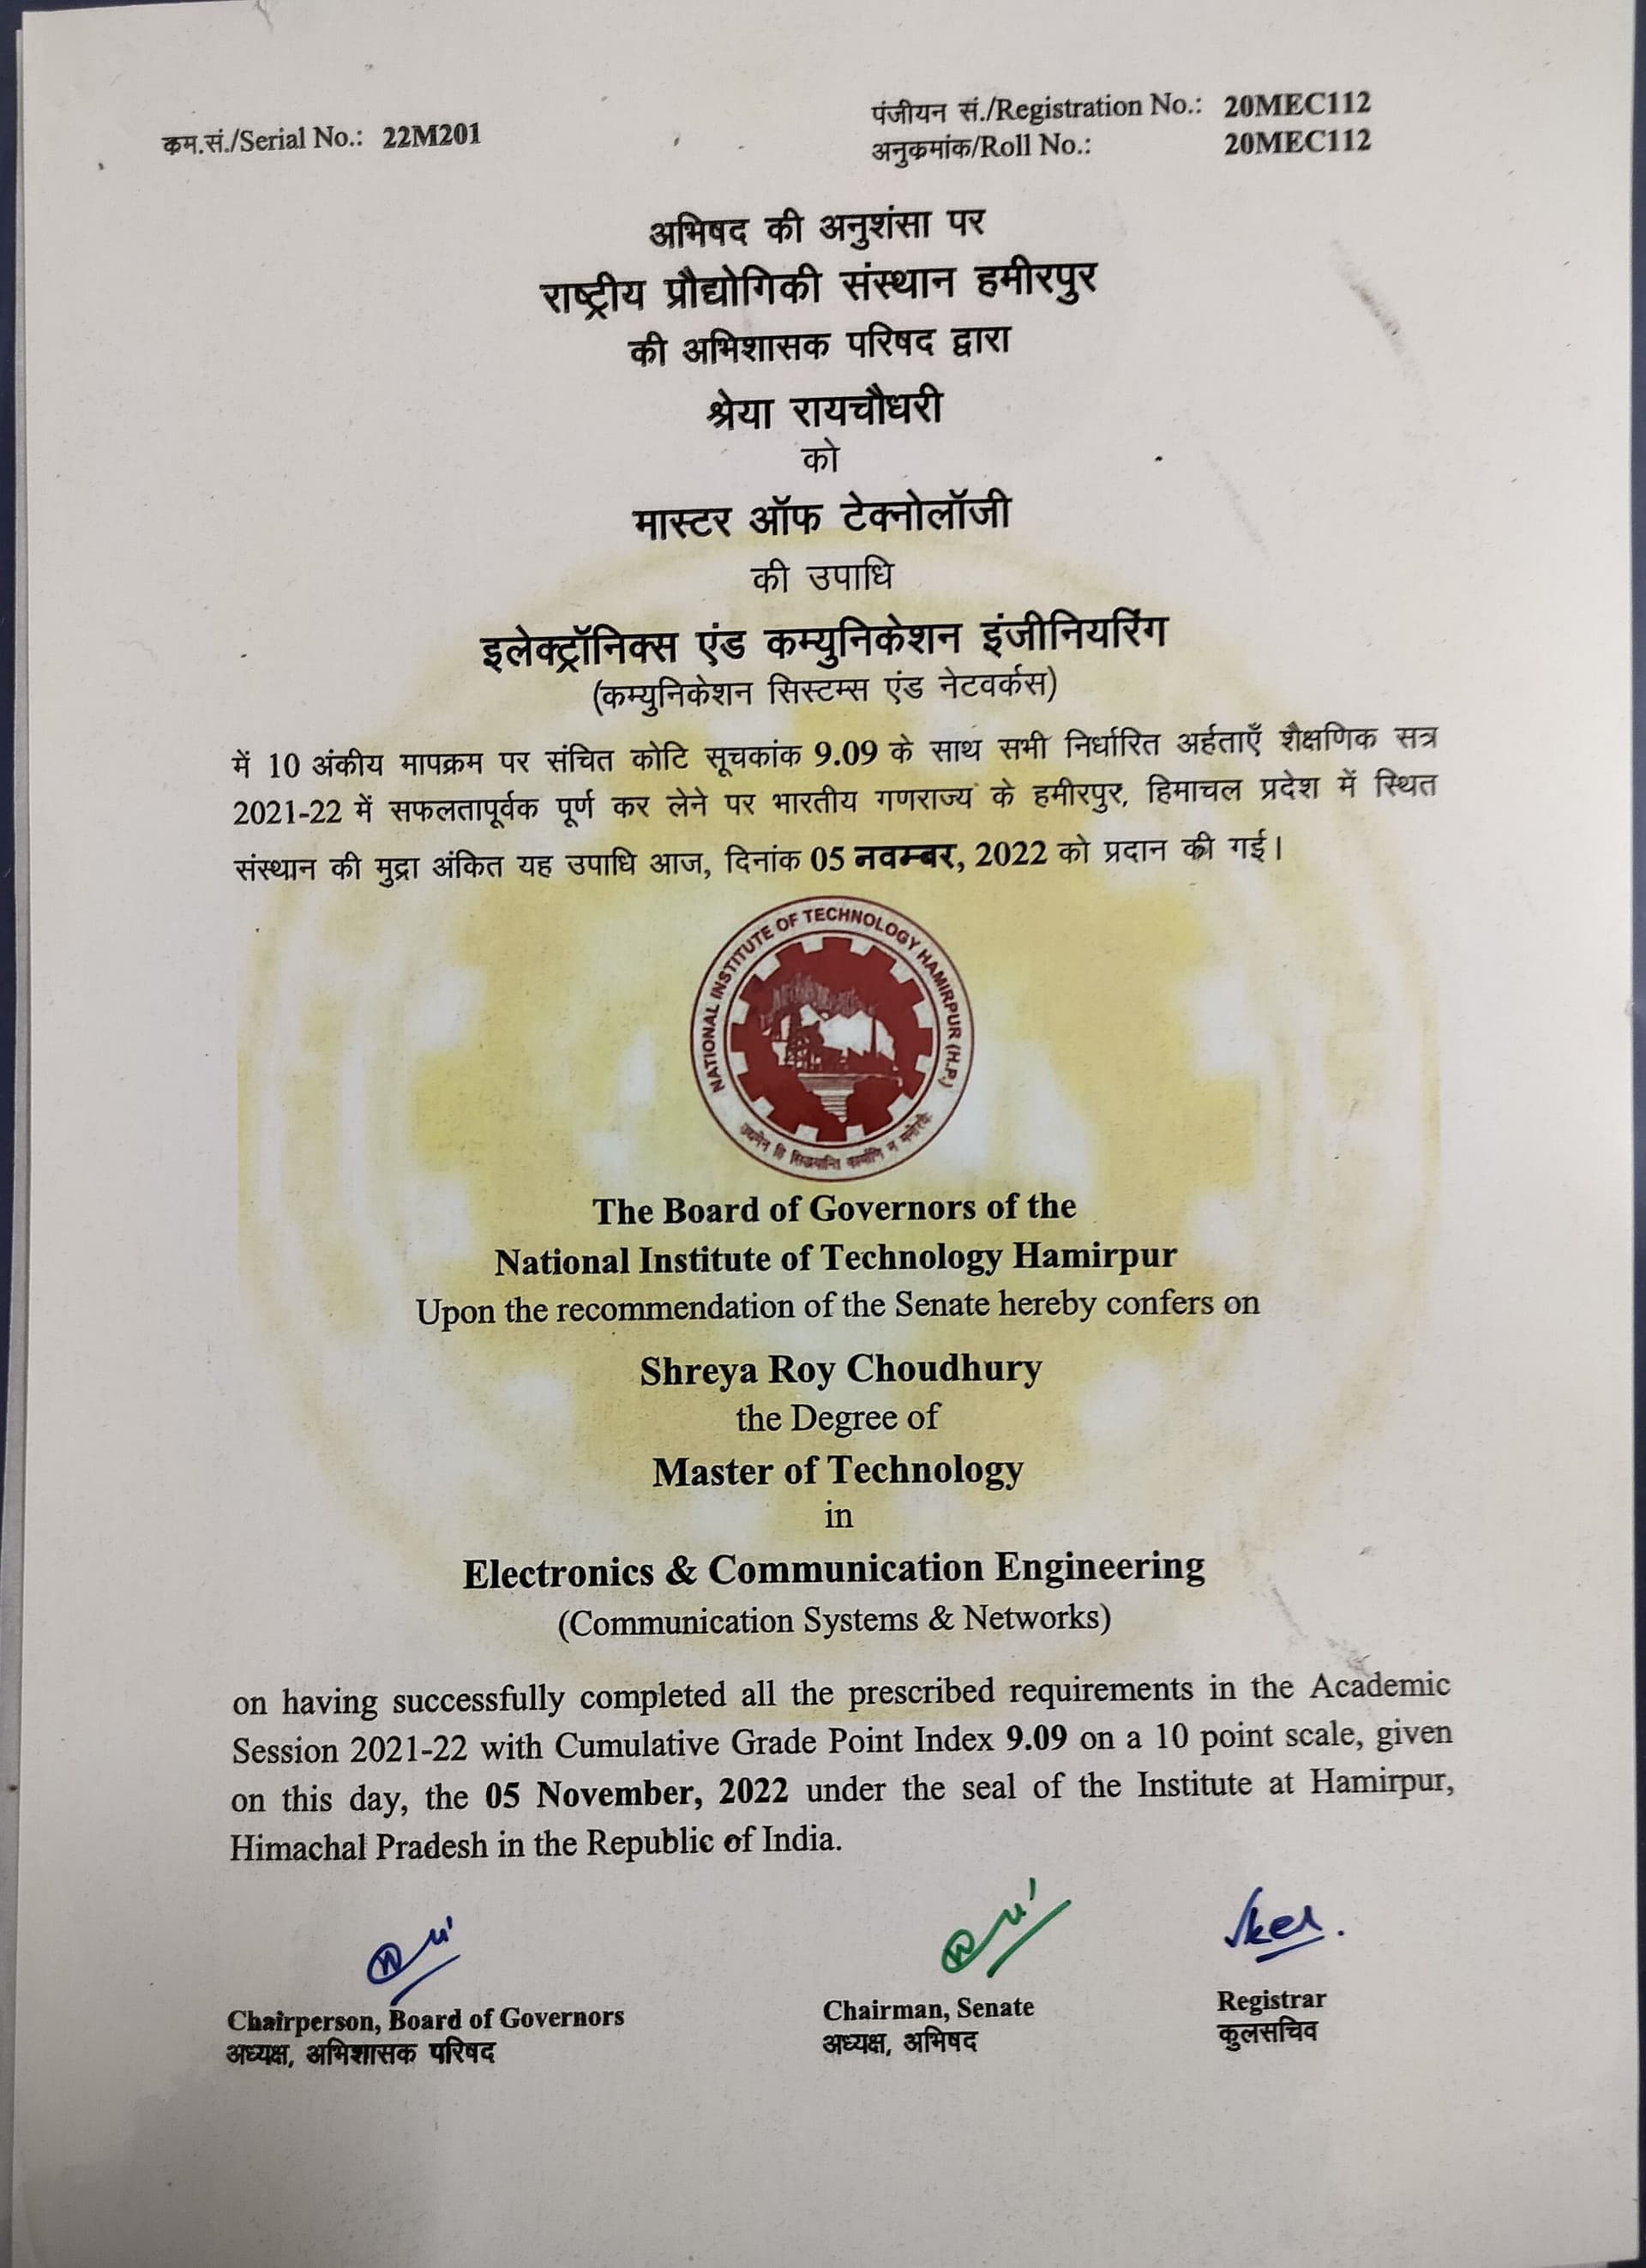 कम.सं./Serial No.: 22M201
पंजीयन सं./Registration No.: 20MEC112
अनुकमांक/Roll No.: 20MEC112
अभिषद की अनुशंसा पर
राष्ट्रीय प्रौद्योगिकी संस्थान हमीरपुर
की अभिशासक परिषद द्वारा
श्रेया रायचौधरी
को
मास्टर ऑफ टेक्नोलॉजी
की उपाधि
इलेक्ट्रॉनिक्स एंड कम्युनिकेशन इंजीनियरिंग
(कम्युनिकेशन सिस्टम्स एंड नेटवर्कस)
में 10 अंकीय मापक्रम पर संचित कोटि सूचकांक 9.09 के साथ सभी निर्धारित अर्हताएँ शैक्षणिक सत्र
2021-22 में सफलतापूर्वक पूर्ण कर लेने पर भारतीय गणराज्य के हमीरपुर, हिमाचल प्रदेश में स्थित
संस्थान की मुद्रा अंकित यह उपाधि आज, दिनांक 05 नवम्बर, 2022 को प्रदान की गई।
NATIONAL INSTITUTE OF TECHNOLOGY HAMIRPUR (H.P.)
उद्यमेन हि सिद्धयन्ति कार्याणि न मनोरथैः
The Board of Governors of the
National Institute of Technology Hamirpur
Upon the recommendation of the Senate hereby confers on
Shreya Roy Choudhury
the Degree of
Master of Technology
in
Electronics & Communication Engineering
(Communication Systems & Networks)
on having successfully completed all the prescribed requirements in the Academic
Session 2021-22 with Cumulative Grade Point Index 9.09 on a 10 point scale, given
on this day, the 05 November, 2022 under the seal of the Institute at Hamirpur,
Himachal Pradesh in the Republic of India.
Chairperson, Board of Governors
अध्यक्ष, अभिशासक परिषद
Chairman, Senate
अध्यक्ष, अभिषद
Registrar
कुलसचिव